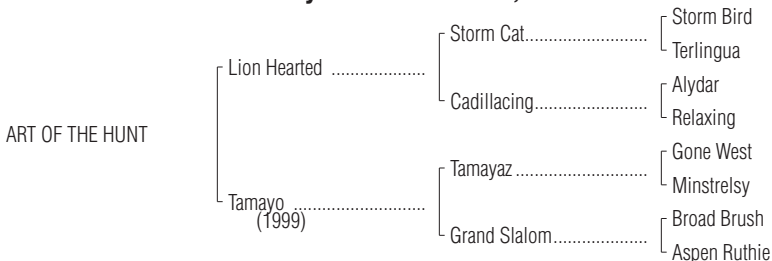 Storm Bird
Storm Cat.........................
Terlingua
Lion Hearted ....................
Alydar
Cadillacing.......................
Relaxing
ART OF THE HUNT
Gone West
Tamayaz...........................
Minstrelsy
Tamayo ...........................
(1999)
Broad Brush
Grand Slalom....................
Aspen Ruthie